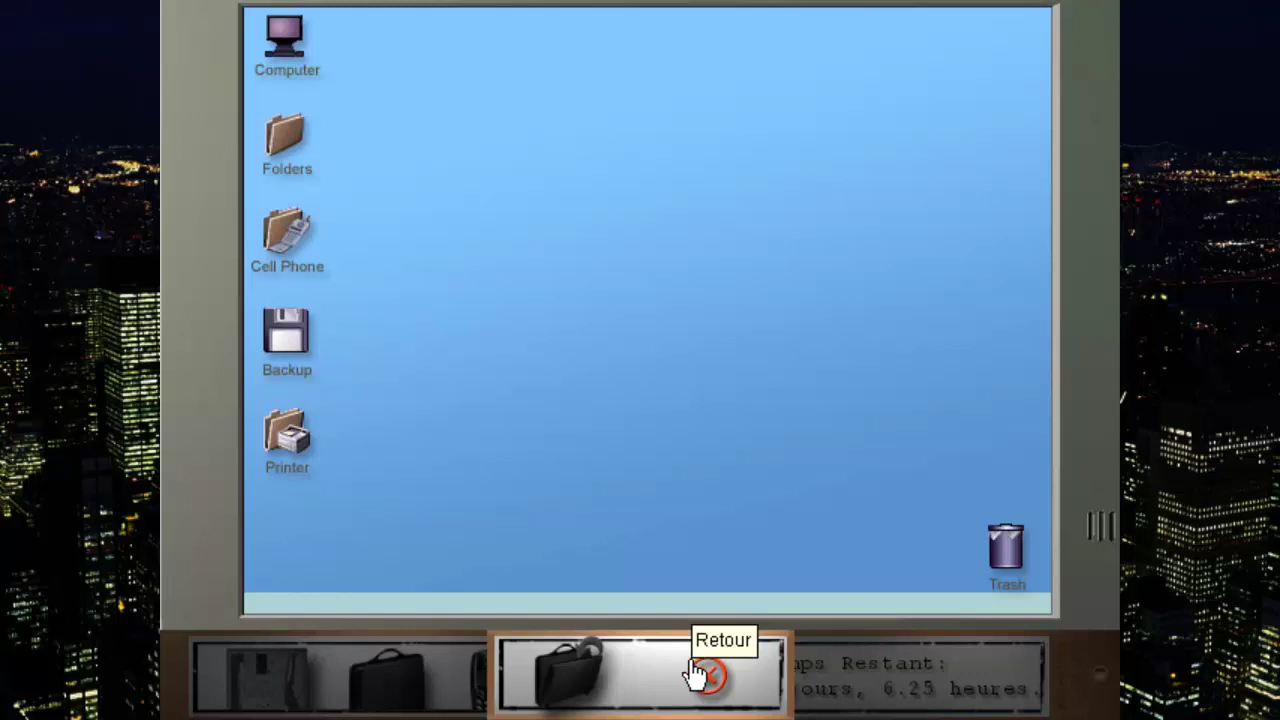 Computer
Folders
Cell Phone
Backup
Printer
Trash
Retour
Restant:
6.25 heures.